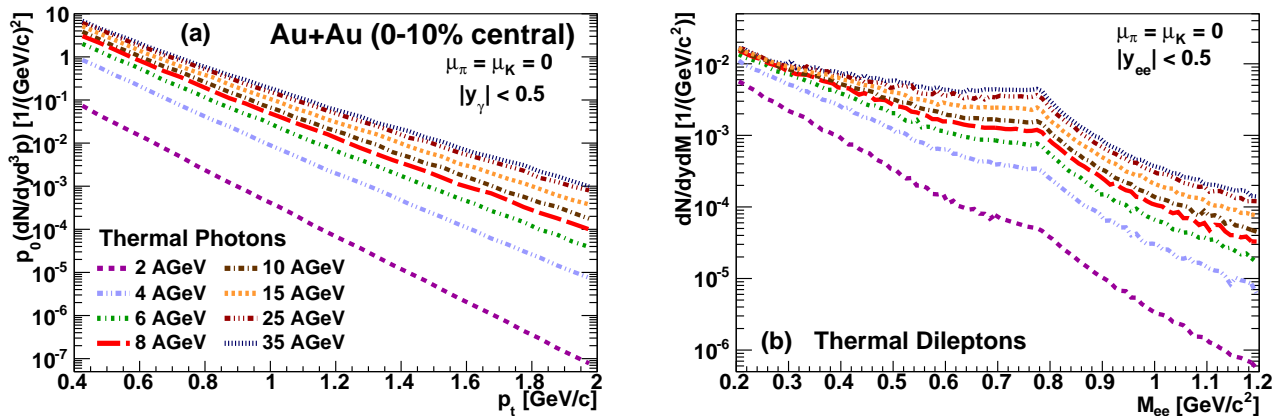 p₀(dN/dyd³p) [1/(GeV/c)²]
10
1
10⁻¹
10⁻²
10⁻³
10⁻⁴
10⁻⁵
10⁻⁶
10⁻⁷
(a) Au+Au (0-10% central)
μπ = μK = 0
|yγ| < 0.5
Thermal Photons
2 AGeV 10 AGeV
4 AGeV 15 AGeV
6 AGeV 25 AGeV
8 AGeV 35 AGeV
0.4 0.6 0.8 1 1.2 1.4 1.6 1.8 2
pt [GeV/c]
dN/dydM [1/(GeV/c²)]
10⁻²
10⁻³
10⁻⁴
10⁻⁵
10⁻⁶
μπ = μK = 0
|yee| < 0.5
(b) Thermal Dileptons
0.2 0.3 0.4 0.5 0.6 0.7 0.8 0.9 1 1.1 1.2
Mee [GeV/c²]